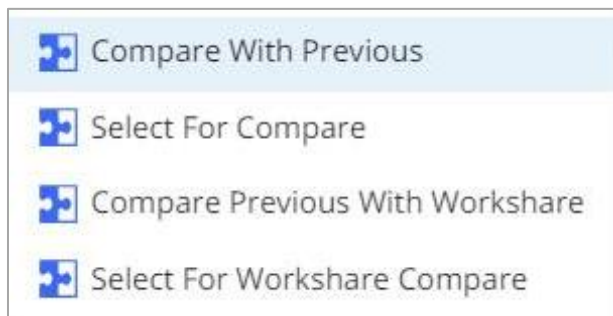 Compare With Previous
Select For Compare
Compare Previous With Workshare
Select For Workshare Compare